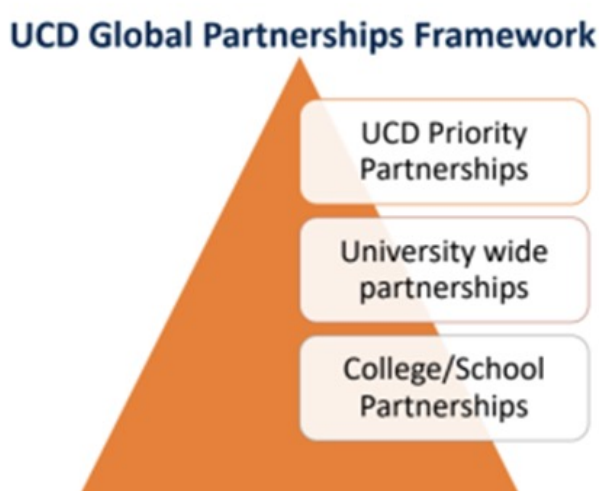 UCD Global Partnerships Framework
UCD Priority
Partnerships
University wide
partnerships
College/School
Partnerships